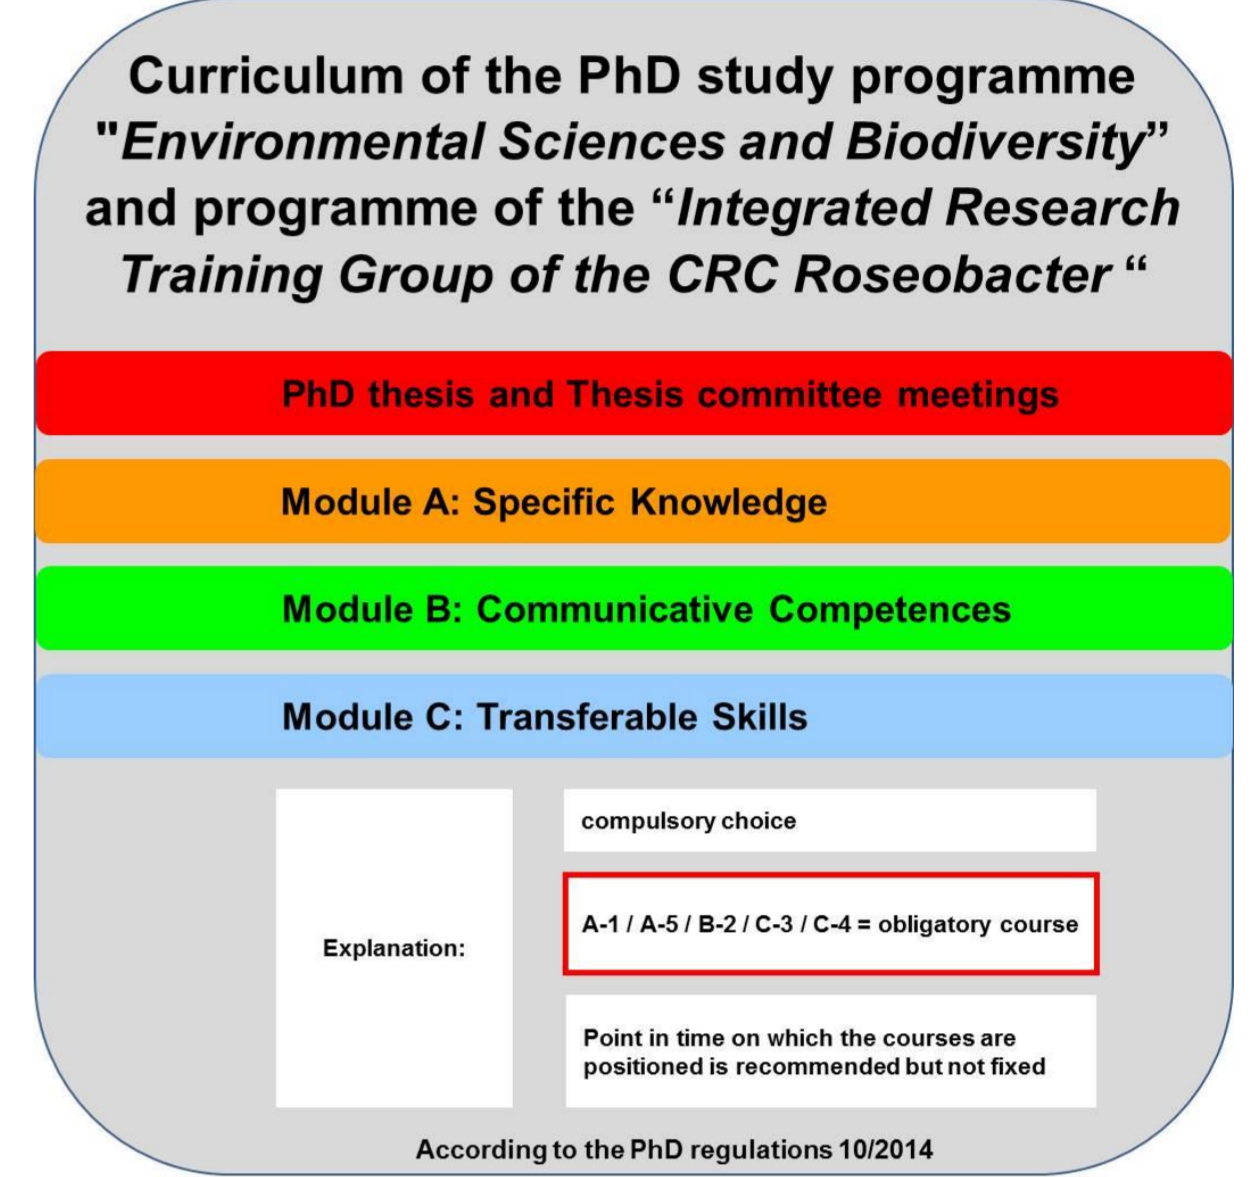 Curriculum of the PhD study programme
"Environmental Sciences and Biodiversity”
and programme of the “Integrated Research
Training Group of the CRC Roseobacter “
PhD thesis and Thesis committee meetings
Module A: Specific Knowledge
Module B: Communicative Competences
Module C: Transferable Skills
Explanation:
compulsory choice
A-1 / A-5 / B-2 / C-3 / C-4 = obligatory course
Point in time on which the courses are
positioned is recommended but not fixed
According to the PhD regulations 10/2014